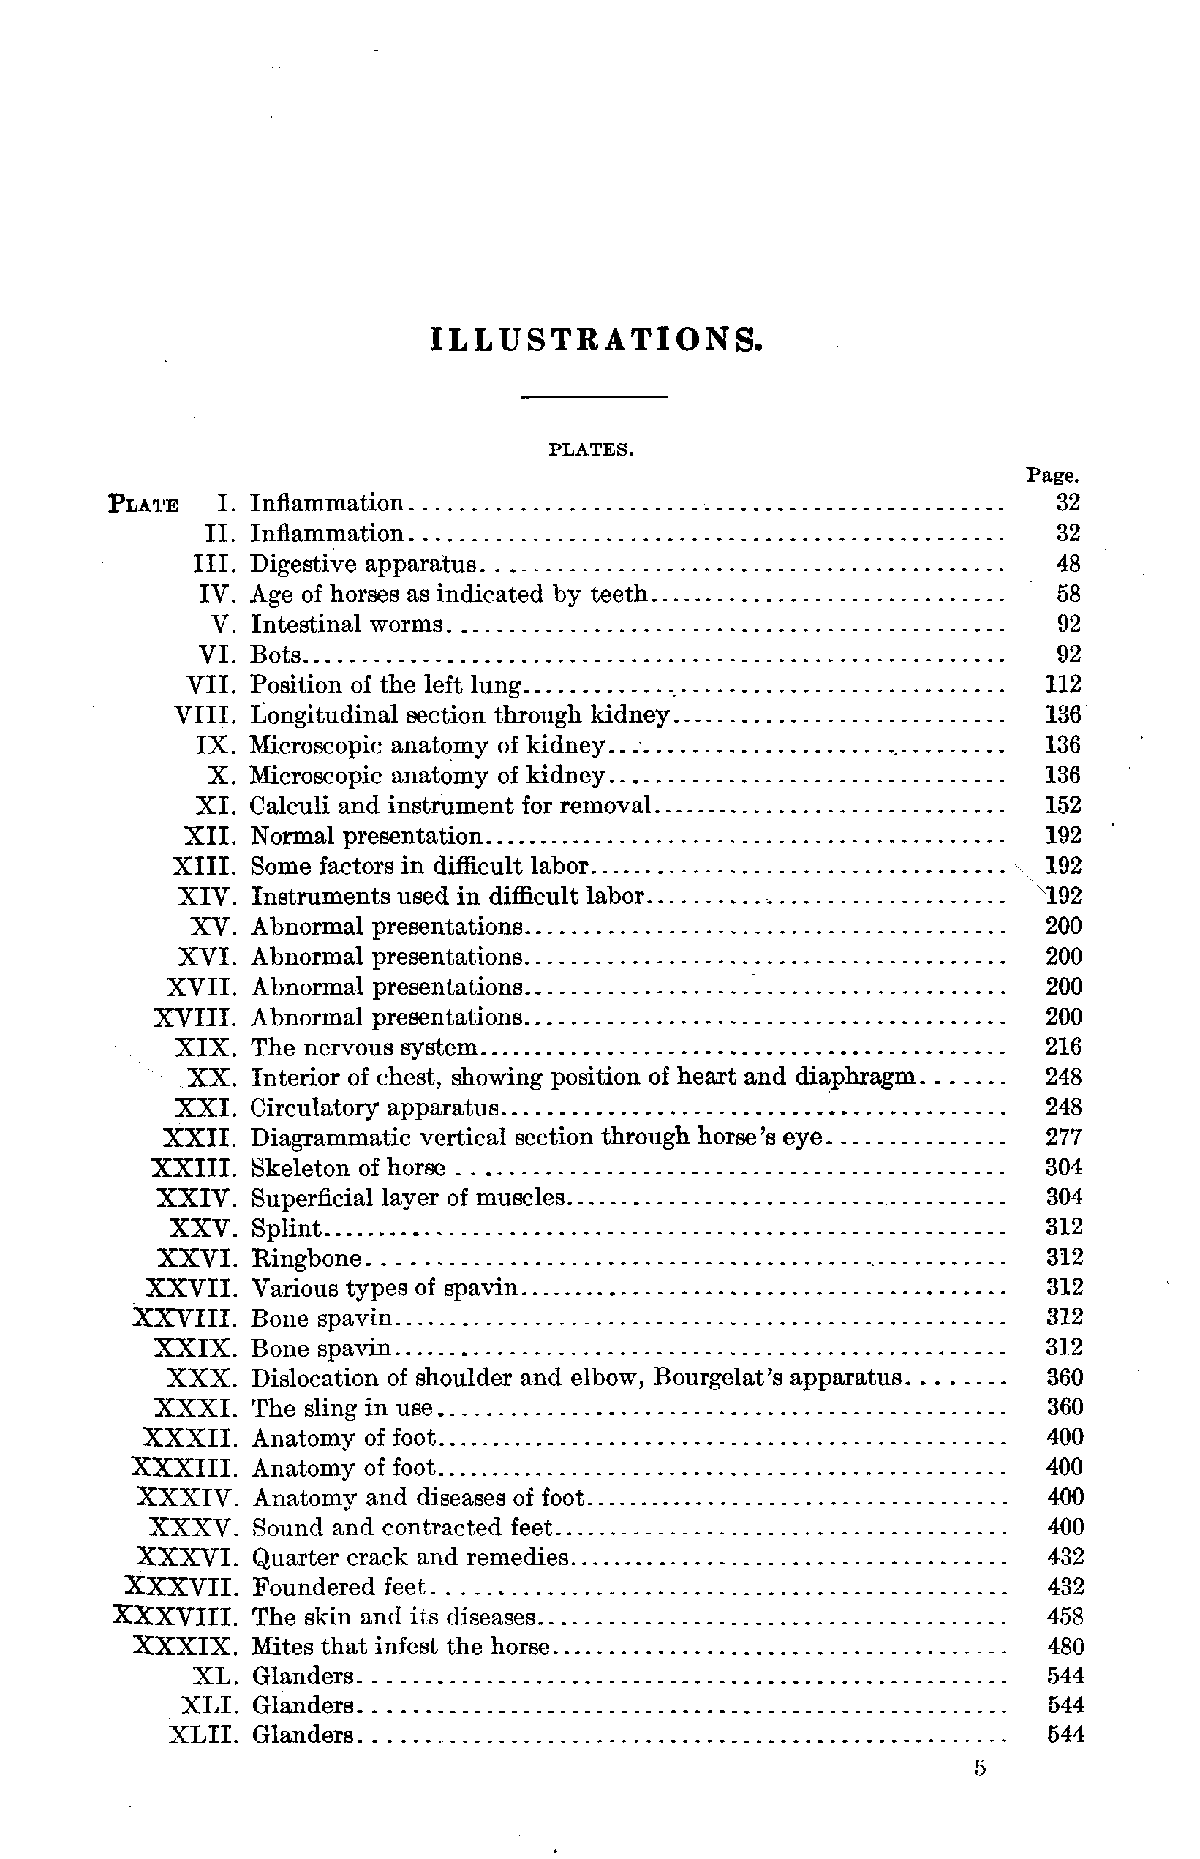 ILLUSTRATIONS.
PLATES.
Page.
PLATE I. Inflammation 32
II. Inflammation 32
III. Digestive apparatus 48
IV. Age of horses as indicated by teeth 58
V. Intestinal worms 92
VI. Bots 92
VII. Position of the left lung 112
VIII. Longitudinal section through kidney 136
IX. Microscopic anatomy of kidney 136
X. Microscopic anatomy of kidney 136
XI. Calculi and instrument for removal 152
XII. Normal presentation 192
XIII. Some factors in difficult labor 192
XIV. Instruments used in difficult labor 192
XV. Abnormal presentations 200
XVI. Abnormal presentations 200
XVII. Abnormal presentations 200
XVIII. Abnormal presentations 200
XIX. The nervous system 216
XX. Interior of chest, showing position of heart and diaphragm 248
XXI. Circulatory apparatus 248
XXII. Diagrammatic vertical section through horse's eye 277
XXIII. Skeleton of horse 304
XXIV. Superficial layer of muscles 304
XXV. Splint 312
XXVI. Ringbone 312
XXVII. Various types of spavin 312
XXVIII. Bone spavin 312
XXIX. Bone spavin 312
XXX. Dislocation of shoulder and elbow, Bourgelat's apparatus 360
XXXI. The sling in use 360
XXXII. Anatomy of foot 400
XXXIII. Anatomy of foot 400
XXXIV. Anatomy and diseases of foot 400
XXXV. Sound and contracted feet 400
XXXVI. Quarter crack and remedies 432
XXXVII. Foundered feet 432
XXXVIII. The skin and its diseases 458
XXXIX. Mites that infest the horse 480
XL. Glanders 544
XLI. Glanders 544
XLII. Glanders 544
5